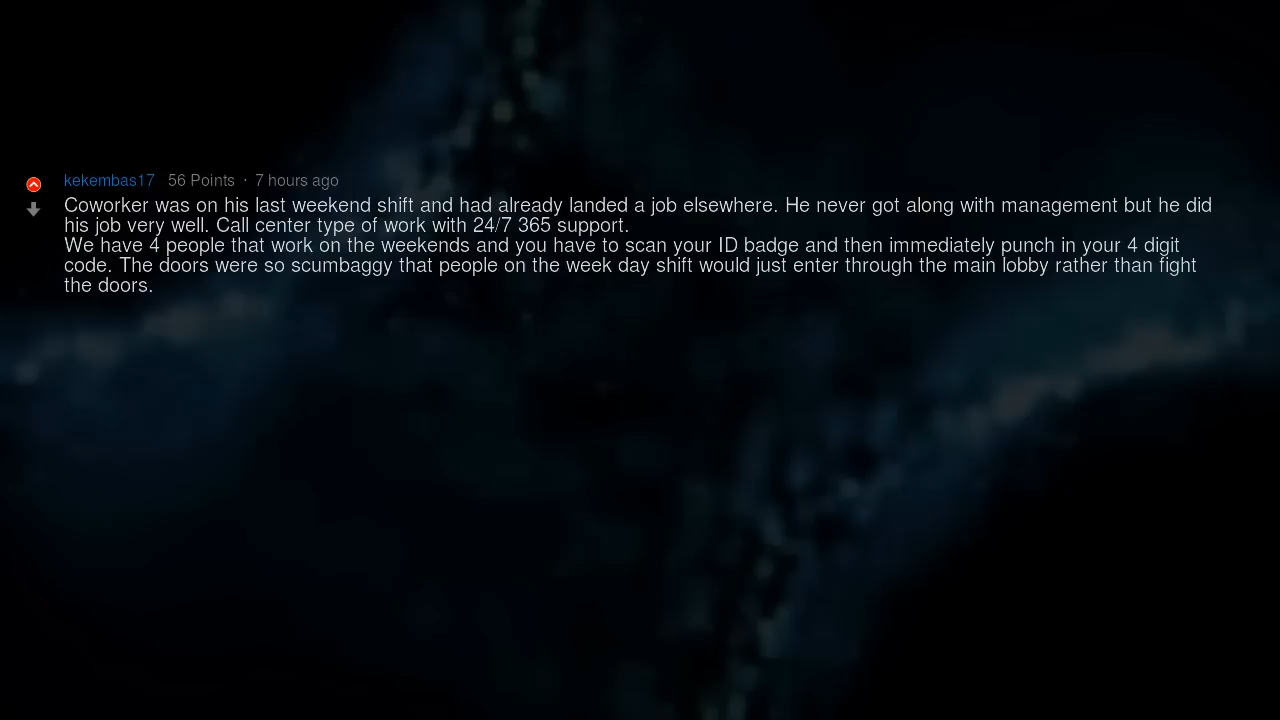 kekembas17 56 Points · 7 hours ago
Coworker was on his last weekend shift and had already landed a job elsewhere. He never got along with management but he did
his job very well. Call center type of work with 24/7 365 support.
We have 4 people that work on the weekends and you have to scan your ID badge and then immediately punch in your 4 digit
code. The doors were so scumbaggy that people on the week day shift would just enter through the main lobby rather than fight
the doors.